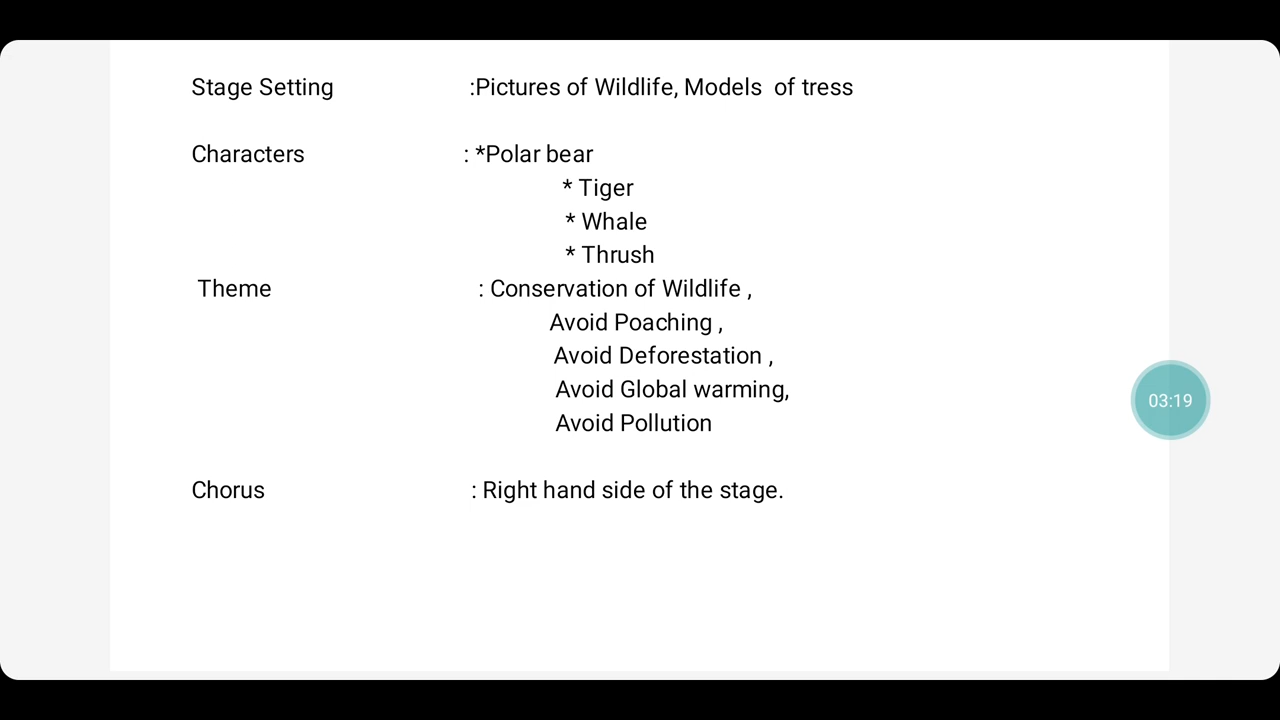 Stage Setting :Pictures of Wildlife, Models of tress
Characters : *Polar bear
* Tiger
* Whale
* Thrush
Theme : Conservation of Wildlife ,
Avoid Poaching ,
Avoid Deforestation ,
Avoid Global warming,
03:19
Avoid Pollution
Chorus : Right hand side of the stage.